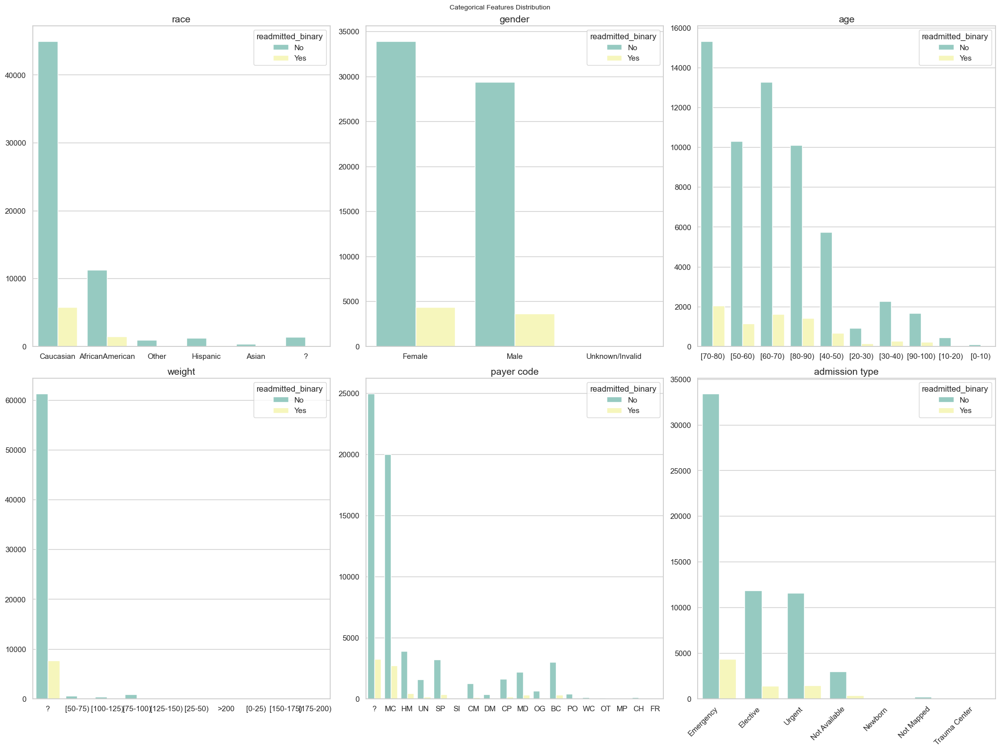 Categorical Features Distribution
race
readmitted_binary
No
Yes
40000
30000
20000
10000
0
Caucasian AfricanAmerican Other Hispanic Asian ?
gender
readmitted_binary
No
Yes
35000
30000
25000
20000
15000
10000
5000
0
Female Male Unknown/Invalid
age
readmitted_binary
No
Yes
16000
14000
12000
10000
8000
6000
4000
2000
0
[70-80) [50-60) [60-70) [80-90) [40-50) [20-30) [30-40) [90-100) [10-20) [0-10)
weight
readmitted_binary
No
Yes
60000
50000
40000
30000
20000
10000
0
? [50-75) [100-125) [75-100) [125-150) [25-50) >200 [0-25) [150-175) [175-200)
payer code
readmitted_binary
No
Yes
25000
20000
15000
10000
5000
0
? MC HM UN SP SI CM DM CP MD OG BC PO WC OT MP CH FR
admission type
readmitted_binary
No
Yes
35000
30000
25000
20000
15000
10000
5000
0
Emergency
Elective
Urgent
Not Available
Newborn
Not Mapped
Trauma Center